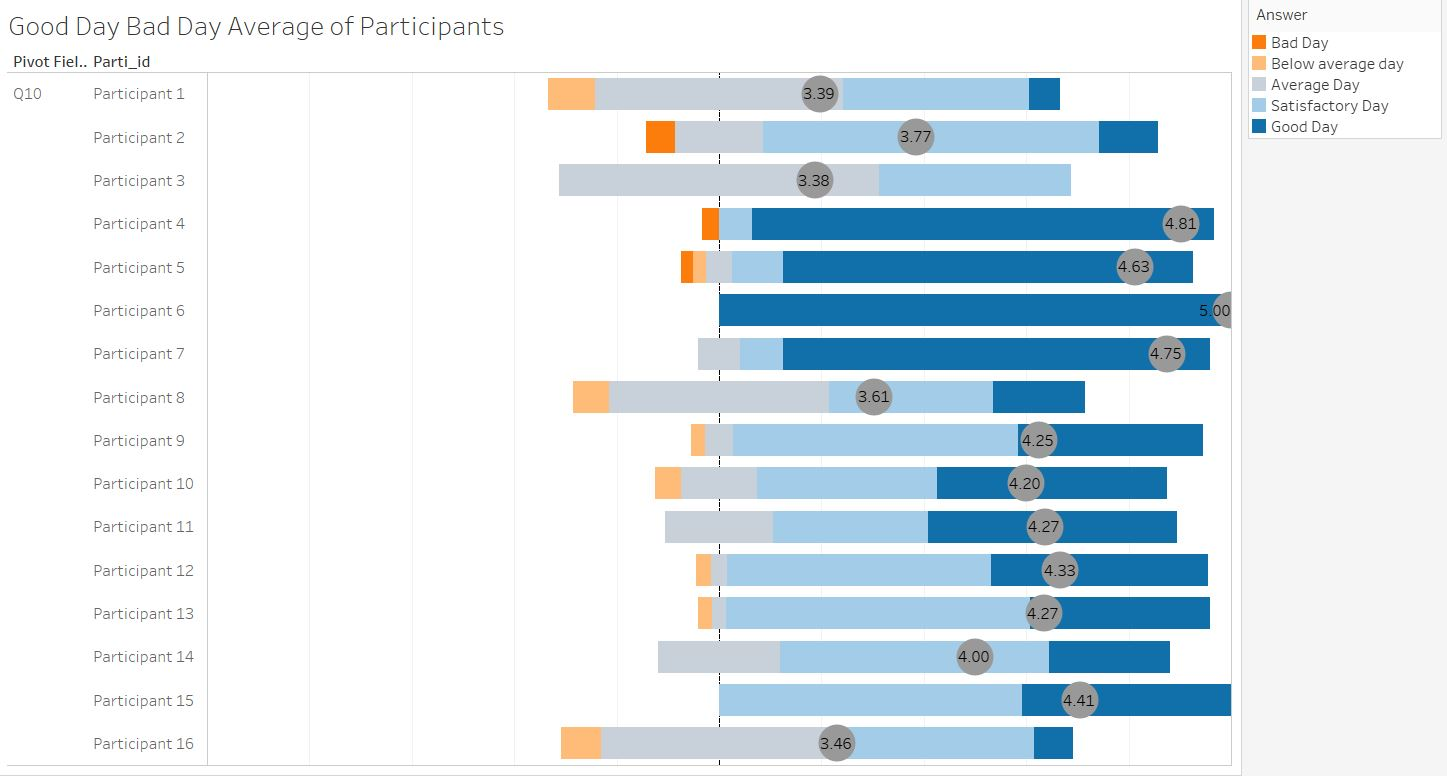 Good Day Bad Day Average of Participants
Pivot Fiel.. Parti_id
Q10 Participant 1 3.39
Participant 2 3.77
Participant 3 3.38
Participant 4 4.81
Participant 5 4.63
Participant 6 5.00
Participant 7 4.75
Participant 8 3.61
Participant 9 4.25
Participant 10 4.20
Participant 11 4.27
Participant 12 4.33
Participant 13 4.27
Participant 14 4.00
Participant 15 4.41
Participant 16 3.46
Answer
Bad Day
Below average day
Average Day
Satisfactory Day
Good Day